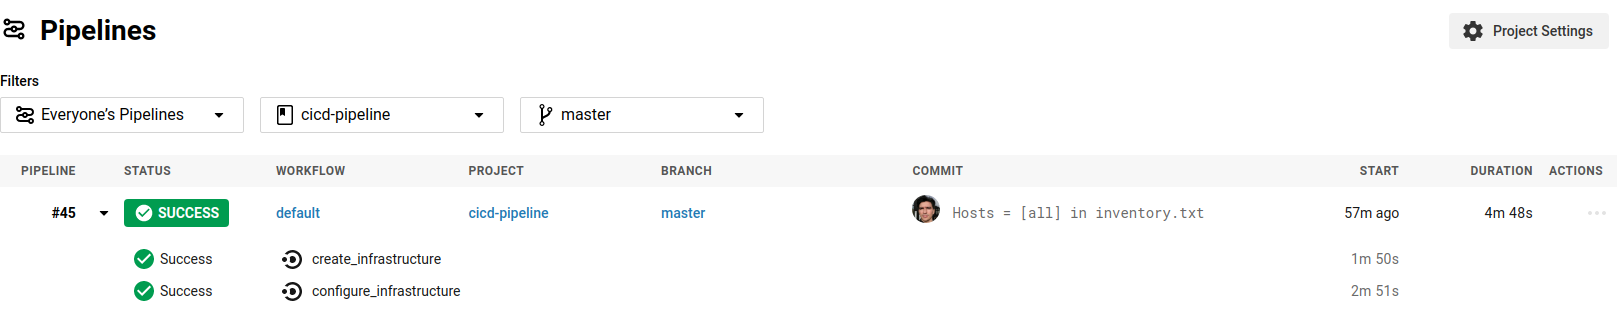 Pipelines
Project Settings
Filters
Everyone’s Pipelines cicd-pipeline master
PIPELINE STATUS WORKFLOW PROJECT BRANCH COMMIT START DURATION ACTIONS
#45 SUCCESS default cicd-pipeline master Hosts = [all] in inventory.txt 57m ago 4m 48s
Success create_infrastructure 1m 50s
Success configure_infrastructure 2m 51s